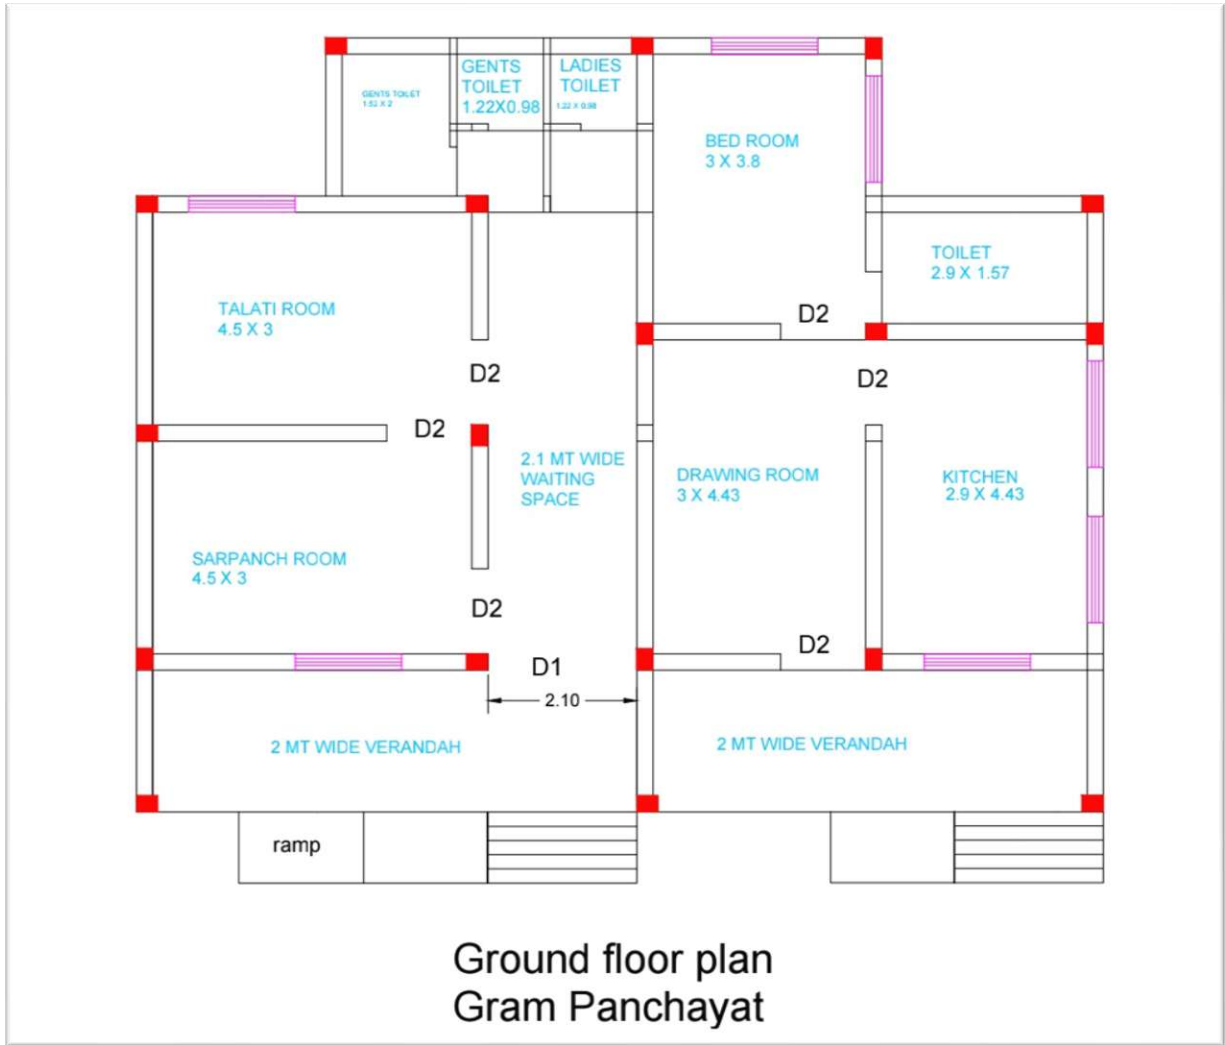 GENTS
TOILET
1.22X0.98
LADIES
TOILET
1.22 X 0.98
GENTS TOILET
1.52 X 2
BED ROOM
3 X 3.8
TOILET
2.9 X 1.57
TALATI ROOM
4.5 X 3
D2
D2
D2
D2
2.1 MT WIDE
WAITING
SPACE
DRAWING ROOM
3 X 4.43
KITCHEN
2.9 X 4.43
SARPANCH ROOM
4.5 X 3
D2
D2
D1
2.10
2 MT WIDE VERANDAH
2 MT WIDE VERANDAH
ramp
Ground floor plan
Gram Panchayat